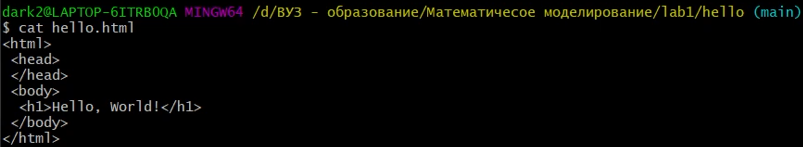 dark2@LAPTOP-6ITRB0QA MINGW64 /d/ВУЗ - образование/Математичесое моделирование/lab1/hello (main)
$ cat hello.html
<html>
 <head>
 </head>
 <body>
  <h1>Hello, World!</h1>
 </body>
</html>